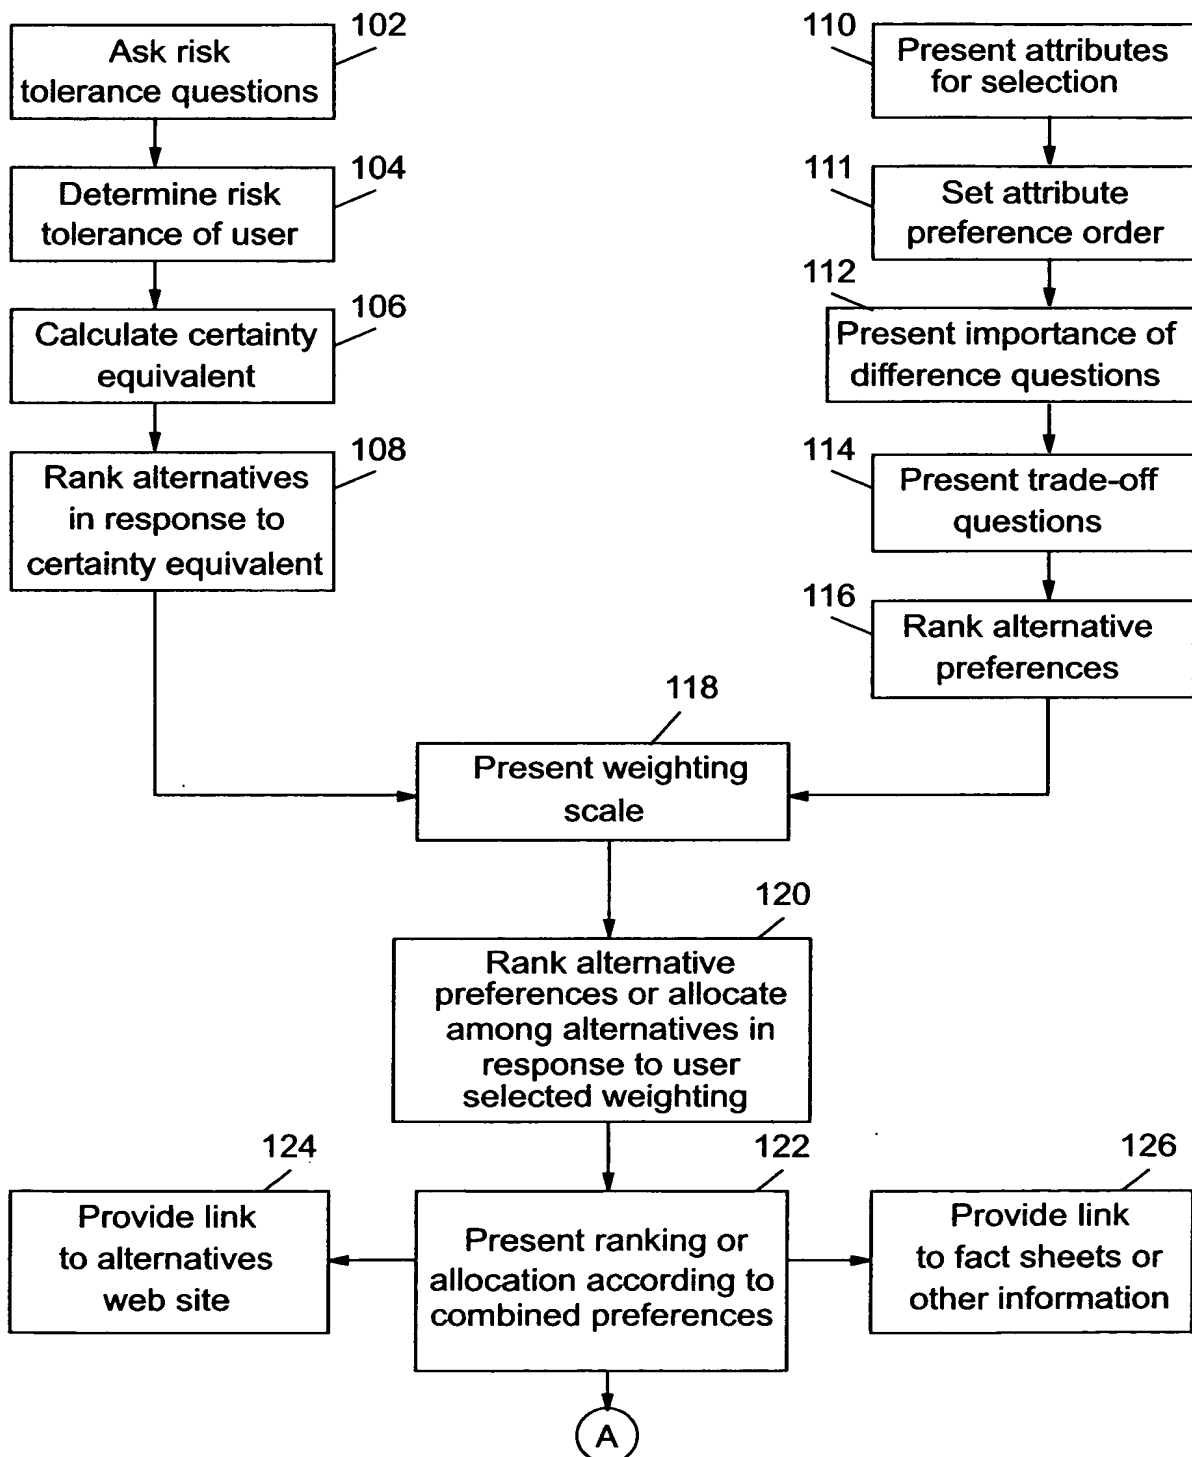 102
Ask risk
tolerance questions
104
Determine risk
tolerance of user
106
Calculate certainty
equivalent
108
Rank alternatives
in response to
certainty equivalent
110
Present attributes
for selection
111
Set attribute
preference order
112
Present importance of
difference questions
114
Present trade-off
questions
116
Rank alternative
preferences
118
Present weighting
scale
120
Rank alternative
preferences or allocate
among alternatives in
response to user
selected weighting
124
Provide link
to alternatives
web site
122
Present ranking or
allocation according to
combined preferences
126
Provide link
to fact sheets or
other information
A